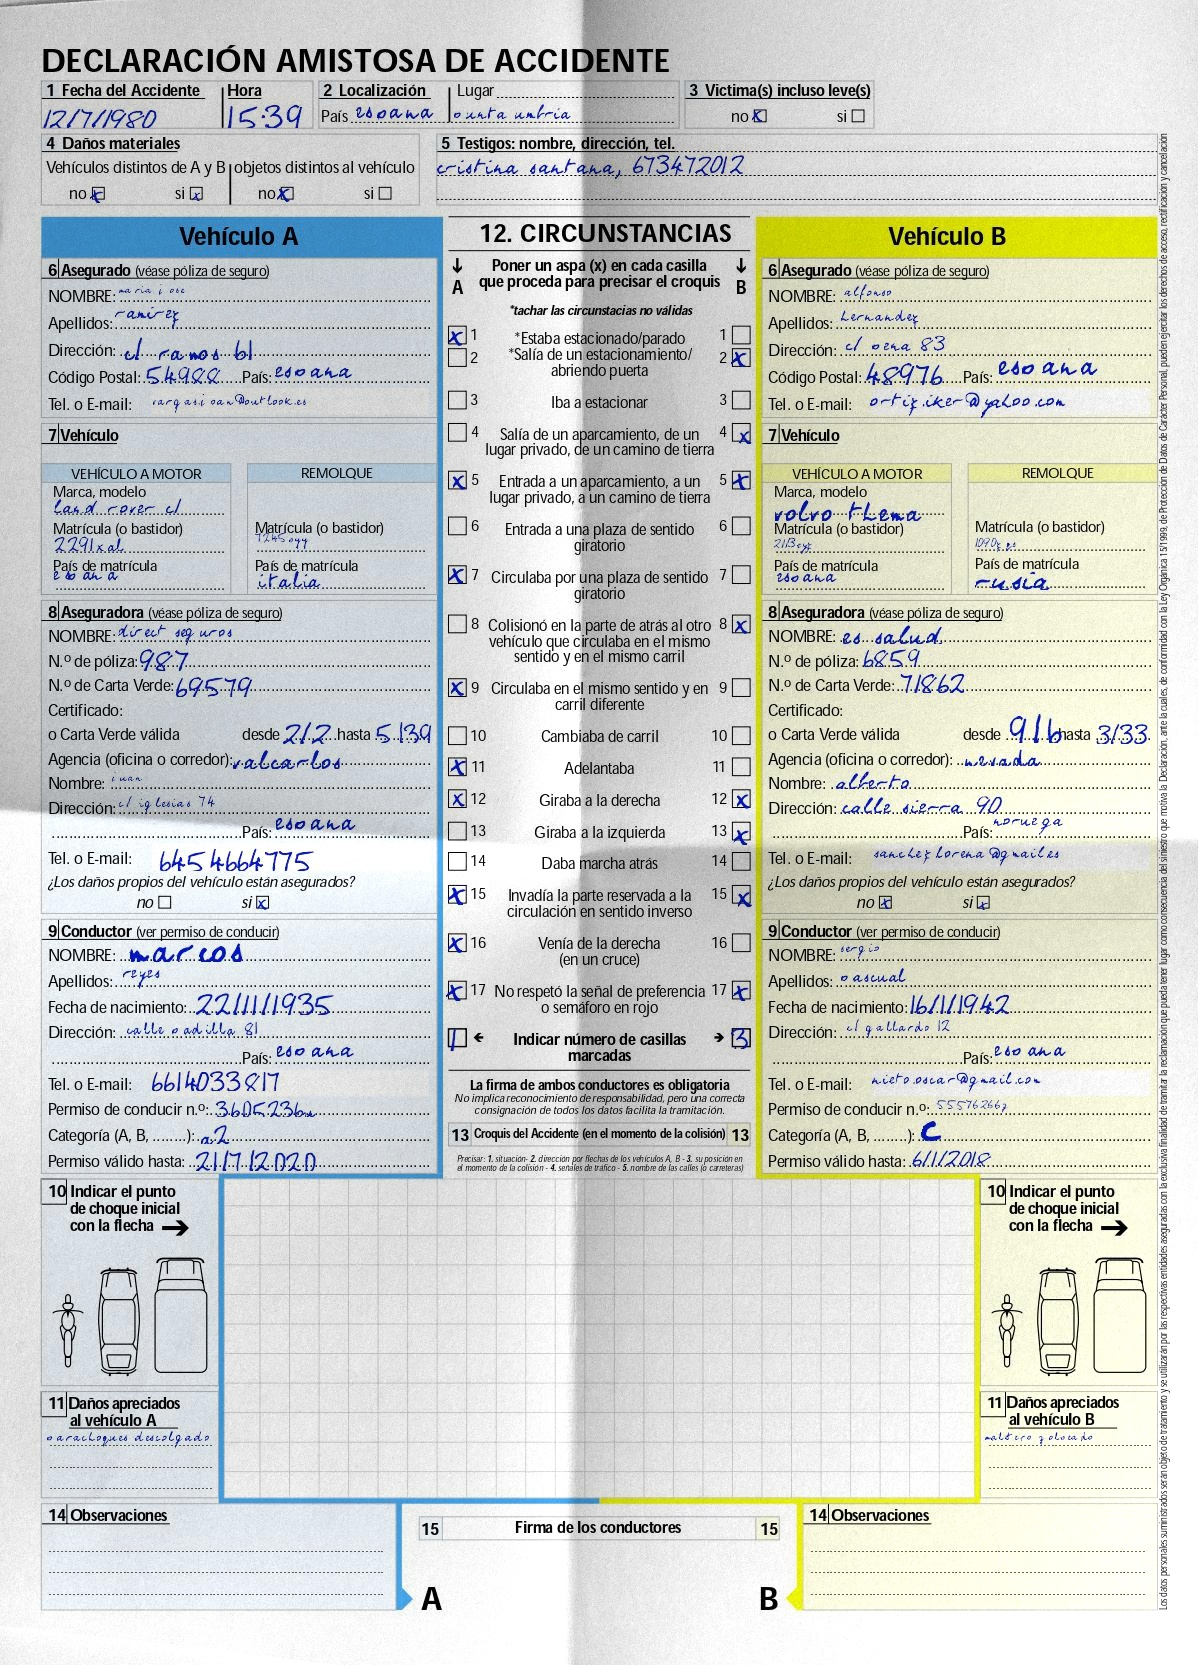 DECLARACIÓN AMISTOSA DE ACCIDENTE
1 Fecha del Accidente Hora 2 Localización Lugar 3 Victima(s) incluso leve(s)
12/7/1980 15:39 País espana punta umbria no x si
4 Daños materiales 5 Testigos: nombre, dirección, tel.
Vehículos distintos de A y B objetos distintos al vehículo cristina santana, 673472012
no x si x no x si
Vehículo A
6 Asegurado (véase póliza de seguro)
NOMBRE: maria jose
Apellidos: ramirez
Dirección: c/ ramos 61
Código Postal: 54988 País: espana
Tel. o E-mail: vargasjoan@outlook.es
7 Vehículo
VEHÍCULO A MOTOR REMOLQUE
Marca, modelo
land rover cl
Matrícula (o bastidor) Matrícula (o bastidor)
2291xal 7245oyy
País de matrícula País de matrícula
espana italia
8 Aseguradora (véase póliza de seguro)
NOMBRE: direct seguros
N.º de póliza: 987
N.º de Carta Verde: 69579
Certificado:
o Carta Verde válida desde 2/2 hasta 5/39
Agencia (oficina o corredor): valcarlos
Nombre: juan
Dirección: c/ iglesias 74
País: espana
Tel. o E-mail: 6454664775
¿Los daños propios del vehículo están asegurados?
no si x
9 Conductor (ver permiso de conducir)
NOMBRE: marcos
Apellidos: reyes
Fecha de nacimiento: 22/11/1935
Dirección: calle padilla 81
País: espana
Tel. o E-mail: 6614033817
Permiso de conducir n.º: 3605236
Categoría (A, B, ........): a2
Permiso válido hasta: 21/7/2020
12. CIRCUNSTANCIAS
A Poner un aspa (x) en cada casilla B
que proceda para precisar el croquis
*tachar las circunstacias no válidas
x 1 *Estaba estacionado/parado 1
2 *Salía de un estacionamiento/ 2 x
abriendo puerta
3 Iba a estacionar 3
4 Salía de un aparcamiento, de un 4 x
lugar privado, de un camino de tierra
x 5 Entrada a un aparcamiento, a un 5 x
lugar privado, a un camino de tierra
6 Entrada a una plaza de sentido 6
giratorio
x 7 Circulaba por una plaza de sentido 7
giratorio
8 Colisionó en la parte de atrás al otro 8 x
vehículo que circulaba en el mismo
sentido y en el mismo carril
x 9 Circulaba en el mismo sentido y en 9
carril diferente
10 Cambiaba de carril 10
x 11 Adelantaba 11
x 12 Giraba a la derecha 12 x
13 Giraba a la izquierda 13 x
14 Daba marcha atrás 14
x 15 Invadía la parte reservada a la 15 x
circulación en sentido inverso
x 16 Venía de la derecha 16
(en un cruce)
x 17 No respetó la señal de preferencia 17 x
o semáforo en rojo
1 ← Indicar número de casillas → 3
marcadas
La firma de ambos conductores es obligatoria
No implica reconocimiento de responsabilidad, pero una correcta
consignación de todos los datos facilita la tramitación.
13 Croquis del Accidente (en el momento de la colisión) 13
Precisar: 1. situación- 2. dirección por flechas de los vehículos A, B - 3. su posición en
el momento de la colisión - 4. señales de tráfico - 5. nombre de las calles (o carreteras)
Vehículo B
6 Asegurado (véase póliza de seguro)
NOMBRE: alfonso
Apellidos: hernandez
Dirección: c/ pena 83
Código Postal: 48976 País: espana
Tel. o E-mail: ortiz.iker@yahoo.com
7 Vehículo
VEHÍCULO A MOTOR REMOLQUE
Marca, modelo
volvo thema
Matrícula (o bastidor) Matrícula (o bastidor)
País de matrícula País de matrícula
espana rusia
8 Aseguradora (véase póliza de seguro)
NOMBRE: es salud
N.º de póliza: 6859
N.º de Carta Verde: 71862
Certificado:
o Carta Verde válida desde 9/6 hasta 3/33
Agencia (oficina o corredor): nevada
Nombre: alberto
Dirección: calle sierra 90
País: noruega
Tel. o E-mail: sanchezlorena@gmail.es
¿Los daños propios del vehículo están asegurados?
no x si x
9 Conductor (ver permiso de conducir)
NOMBRE: sergio
Apellidos: pascual
Fecha de nacimiento: 16/1/1942
Dirección: c/ gallardo 12
País: espana
Tel. o E-mail: nieto.oscar@gmail.com
Permiso de conducir n.º:
Categoría (A, B, ........): c
Permiso válido hasta: 6/1/2018
10 Indicar el punto
de choque inicial
con la flecha →
11 Daños apreciados
al vehículo A
parachoques descolgado
10 Indicar el punto
de choque inicial
con la flecha →
11 Daños apreciados
al vehículo B
maletero abollado
14 Observaciones
15 Firma de los conductores 15
A B
14 Observaciones
Los datos personales suministrados seran objeto de tratamiento y se utilizaran por las respectivas entidades aseguradas con la exclusiva finalidad de tramitar la reclamación que pueda tener lugar como consecuencia del siniestro que motiva la Declaración, ante la cuales, de conformidad con la Ley Organica 15/1999, de Protección de Datos de Carácter Personal, pueden ejercitar los derechos de acceso, rectificación y cancelación